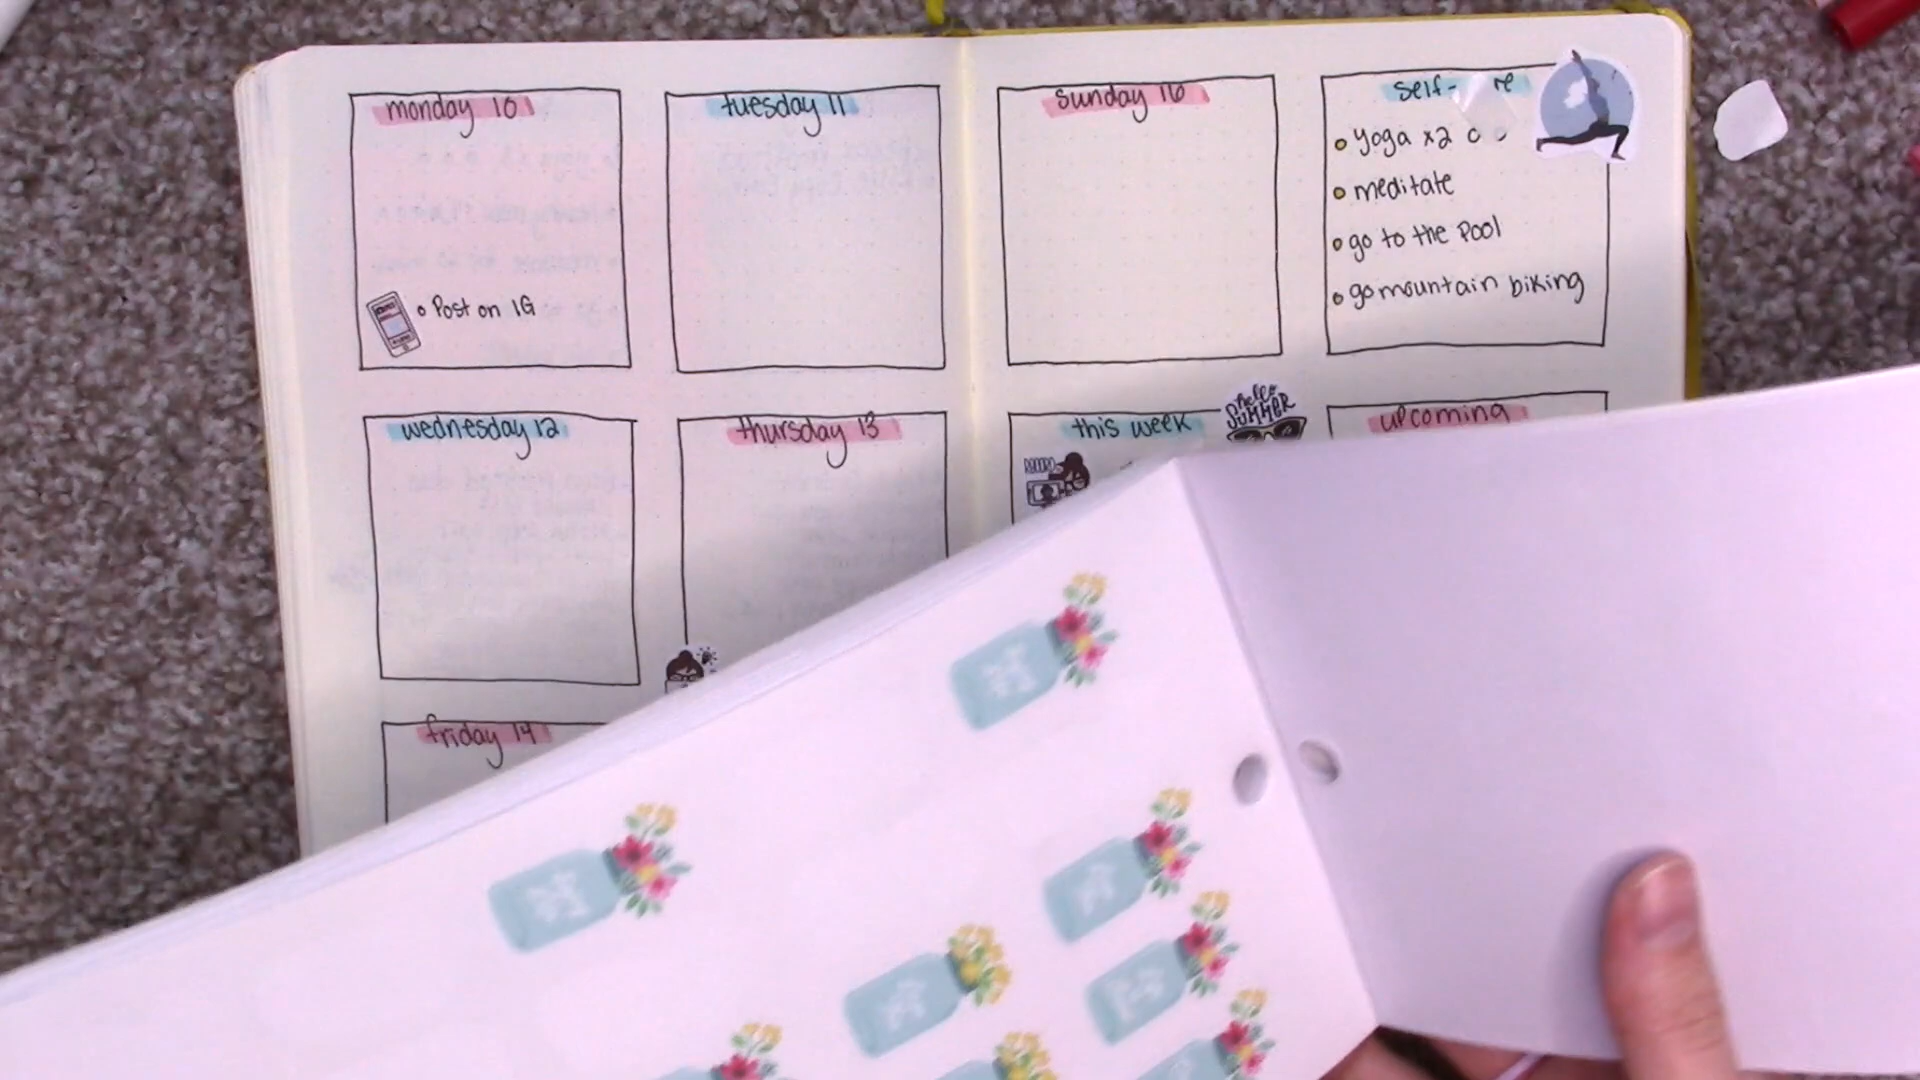 monday 10
Post on IG
tuesday 11
sunday 16
self-
yoga x2
meditate
go to the pool
go mountain biking
wednesday 12
thursday 13
this week
hello
SUMMER
RECORD
upcoming
friday 14